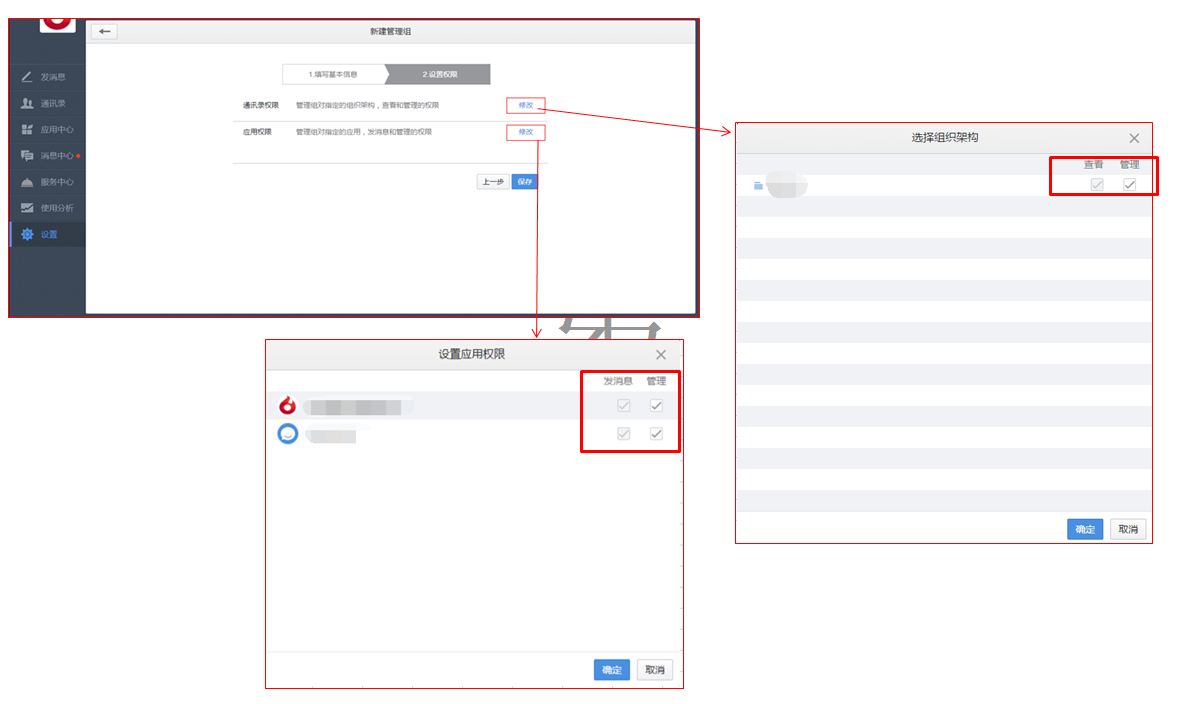 新建管理组
发消息
通讯录
应用中心
消息中心
服务中心
使用分析
设置
1.填写基本信息
2.设置权限
通讯录权限 管理组对指定的组织架构，查看和管理的权限 修改
应用权限 管理组对指定的应用，发消息和管理的权限 修改
上一步 保存
选择组织架构
查看 管理
确定 取消
设置应用权限
发消息 管理
确定 取消